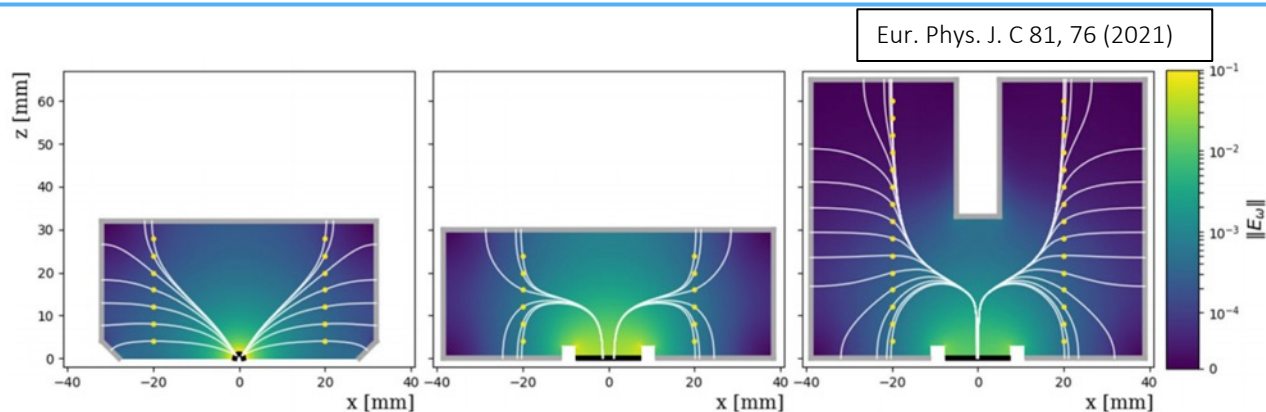 Eur. Phys. J. C 81, 76 (2021)
z [mm]
60
50
40
30
20
10
0
−40 −20 0 20 40
x [mm]
−40 −20 0 20 40
x [mm]
−40 −20 0 20 40
x [mm]
10⁻¹
10⁻²
10⁻³
10⁻⁴
0
‖E_ω‖